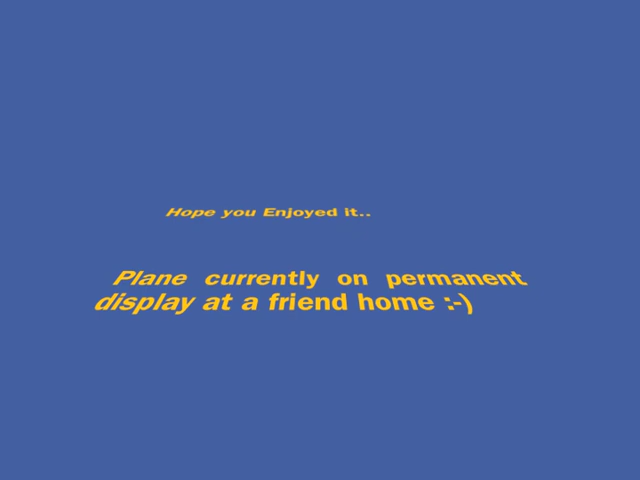 Hope you Enjoyed it..
Plane currently on permanent
display at a friend home :-)